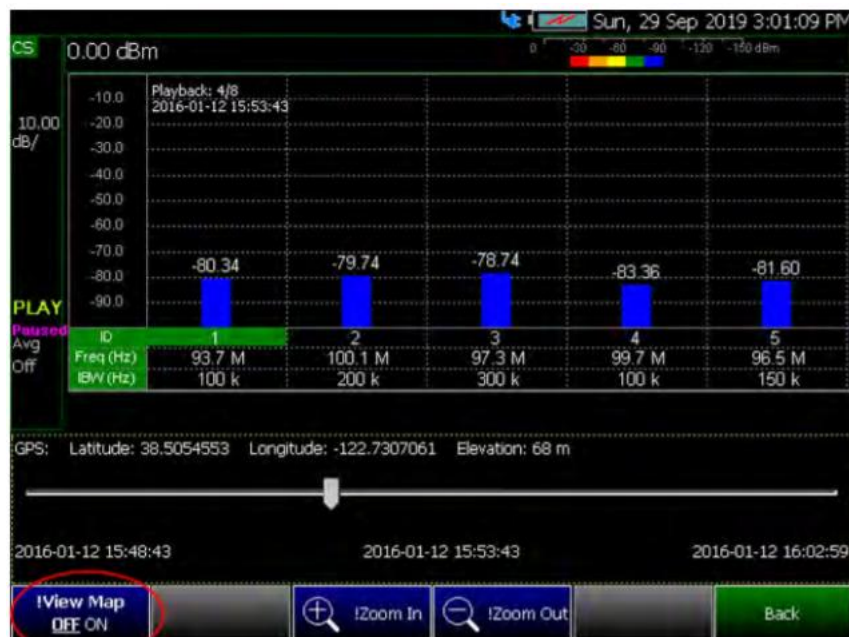 Sun, 29 Sep 2019 3:01:09 PM
CS 0.00 dBm
0 -30 -60 -90 -120 -150 dBm
10.00
dB/
-10.0
-20.0
-30.0
-40.0
-50.0
-60.0
-70.0
-80.0
-90.0
Playback: 4/8
2016-01-12 15:53:43
-80.34 -79.74 -78.74 -83.36 -81.60
PLAY
Paused
Avg
Off
ID 1 2 3 4 5
Freq (Hz) 93.7 M 100.1 M 97.3 M 99.7 M 96.5 M
IBW (Hz) 100 k 200 k 300 k 100 k 150 k
GPS: Latitude: 38.5054553 Longitude: -122.7307061 Elevation: 68 m
2016-01-12 15:48:43 2016-01-12 15:53:43 2016-01-12 16:02:59
!View Map
OFF ON
!Zoom In
!Zoom Out
Back